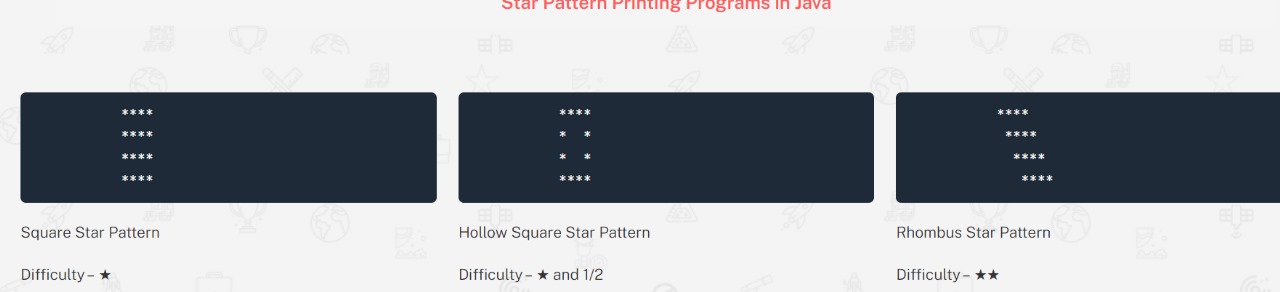 Star Pattern Printing Programs in Java
****
****
****
****
Square Star Pattern
Difficulty – ★
****
*  *
*  *
****
Hollow Square Star Pattern
Difficulty – ★ and 1/2
****
 ****
  ****
   ****
Rhombus Star Pattern
Difficulty – ★★